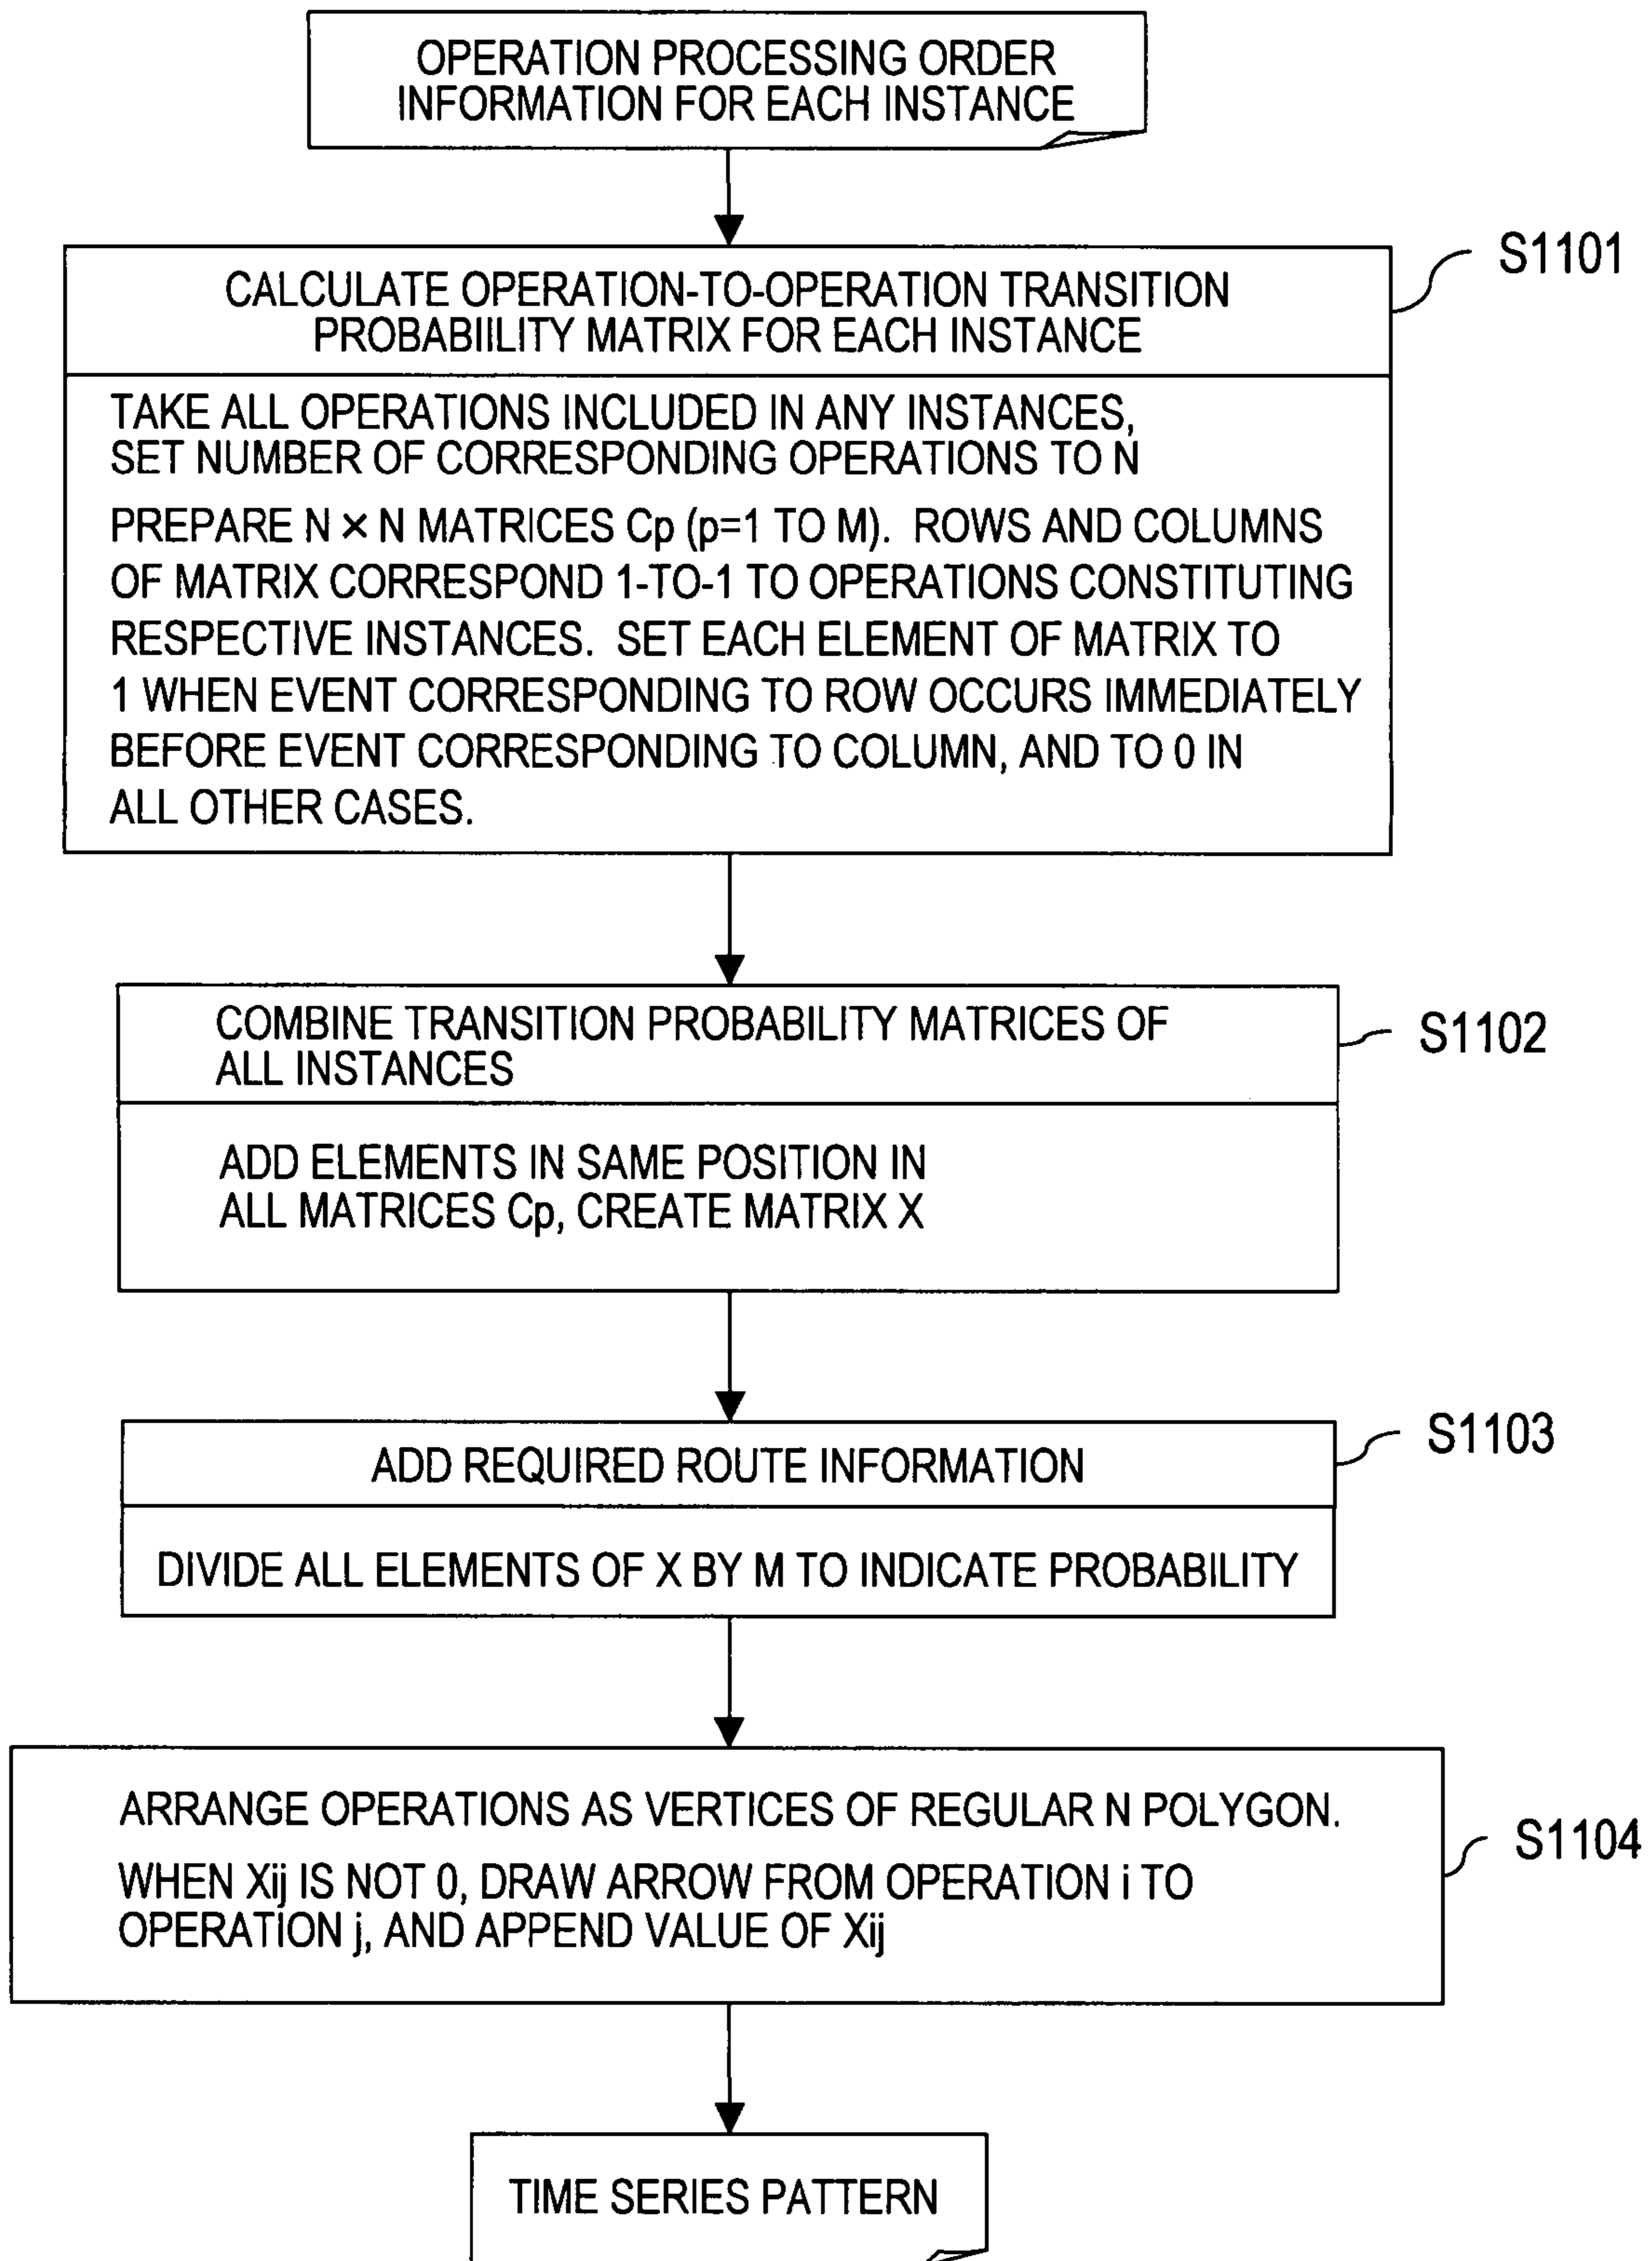 OPERATION PROCESSING ORDER
INFORMATION FOR EACH INSTANCE
S1101
CALCULATE OPERATION-TO-OPERATION TRANSITION
PROBABIILITY MATRIX FOR EACH INSTANCE
TAKE ALL OPERATIONS INCLUDED IN ANY INSTANCES,
SET NUMBER OF CORRESPONDING OPERATIONS TO N
PREPARE N × N MATRICES Cp (p=1 TO M). ROWS AND COLUMNS
OF MATRIX CORRESPOND 1-TO-1 TO OPERATIONS CONSTITUTING
RESPECTIVE INSTANCES. SET EACH ELEMENT OF MATRIX TO
1 WHEN EVENT CORRESPONDING TO ROW OCCURS IMMEDIATELY
BEFORE EVENT CORRESPONDING TO COLUMN, AND TO 0 IN
ALL OTHER CASES.
S1102
COMBINE TRANSITION PROBABILITY MATRICES OF
ALL INSTANCES
ADD ELEMENTS IN SAME POSITION IN
ALL MATRICES Cp, CREATE MATRIX X
S1103
ADD REQUIRED ROUTE INFORMATION
DIVIDE ALL ELEMENTS OF X BY M TO INDICATE PROBABILITY
S1104
ARRANGE OPERATIONS AS VERTICES OF REGULAR N POLYGON.
WHEN Xij IS NOT 0, DRAW ARROW FROM OPERATION i TO
OPERATION j, AND APPEND VALUE OF Xij
TIME SERIES PATTERN